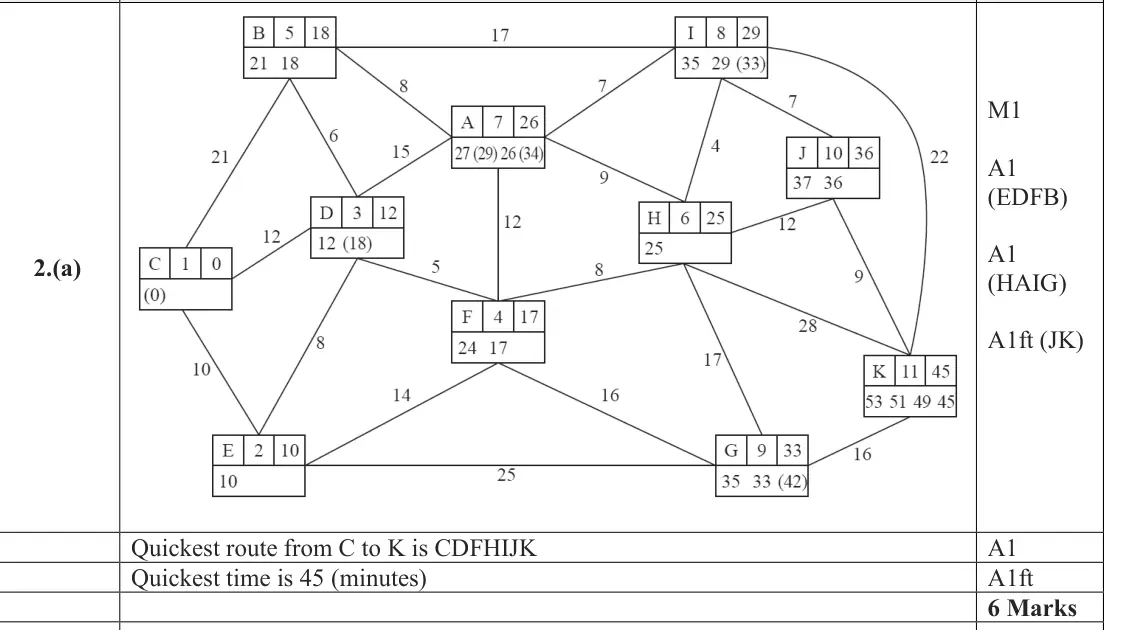 B 5 18
21 18
17
I 8 29
35 29 (33)
8
7
7
A 7 26
27 (29) 26 (34)
6
15
21
4
22
J 10 36
37 36
9
D 3 12
12 (18)
H 6 25
25
12
12
12
2.(a)
C 1 0
(0)
5
8
9
F 4 17
24 17
28
8
10
17
K 11 45
53 51 49 45
14
16
E 2 10
10
G 9 33
35 33 (42)
16
25
M1
A1
(EDFB)
A1
(HAIG)
A1ft (JK)
Quickest route from C to K is CDFHIJK A1
Quickest time is 45 (minutes) A1ft
6 Marks